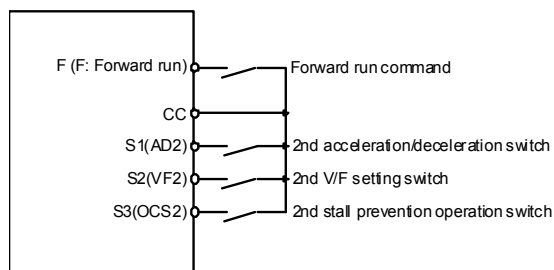 F (F: Forward run) Forward run command
CC
S1(AD2) 2nd acceleration/deceleration switch
S2(VF2) 2nd V/F setting switch
S3(OCS2) 2nd stall prevention operation switch